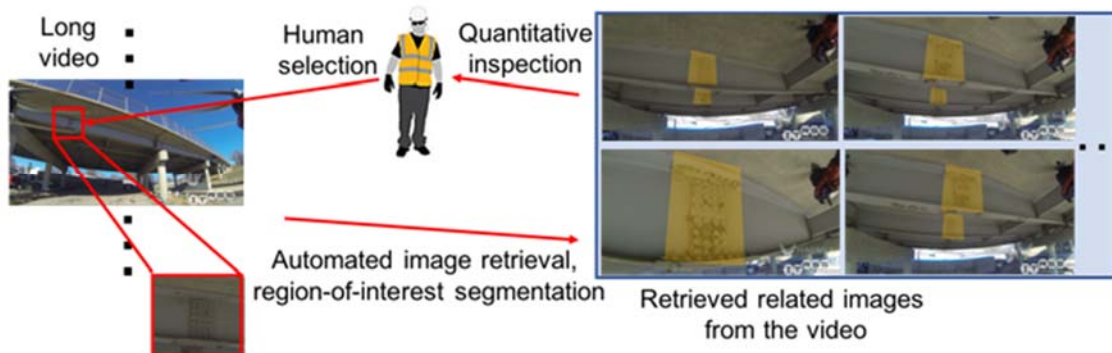 Long
video
Human
selection
Quantitative
inspection
Automated image retrieval,
region-of-interest segmentation
Retrieved related images
from the video